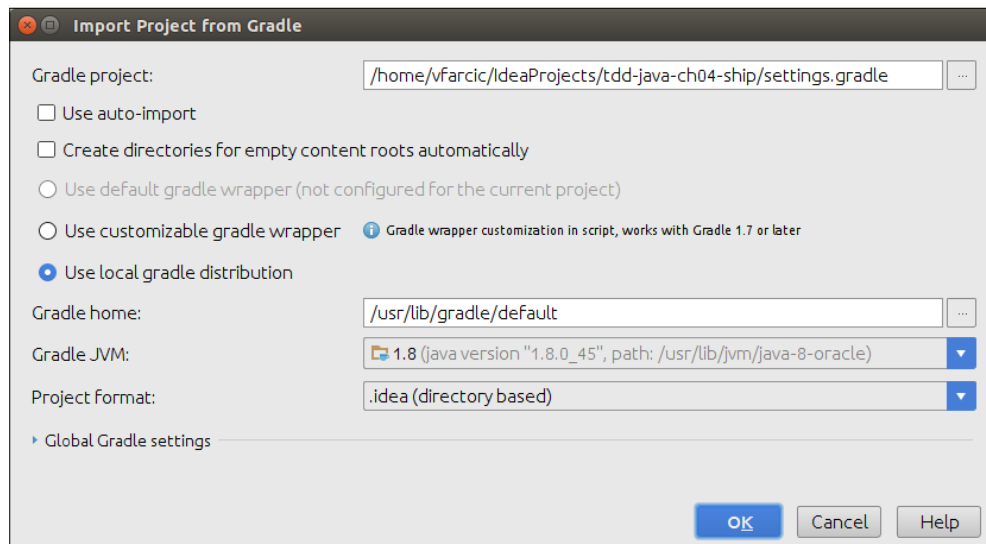 Import Project from Gradle
Gradle project: /home/vfarcic/IdeaProjects/tdd-java-ch04-ship/settings.gradle ...
Use auto-import
Create directories for empty content roots automatically
Use default gradle wrapper (not configured for the current project)
Use customizable gradle wrapper Gradle wrapper customization in script, works with Gradle 1.7 or later
Use local gradle distribution
Gradle home: /usr/lib/gradle/default ...
Gradle JVM: 1.8 (java version "1.8.0_45", path: /usr/lib/jvm/java-8-oracle)
Project format: .idea (directory based)
Global Gradle settings
OK Cancel Help